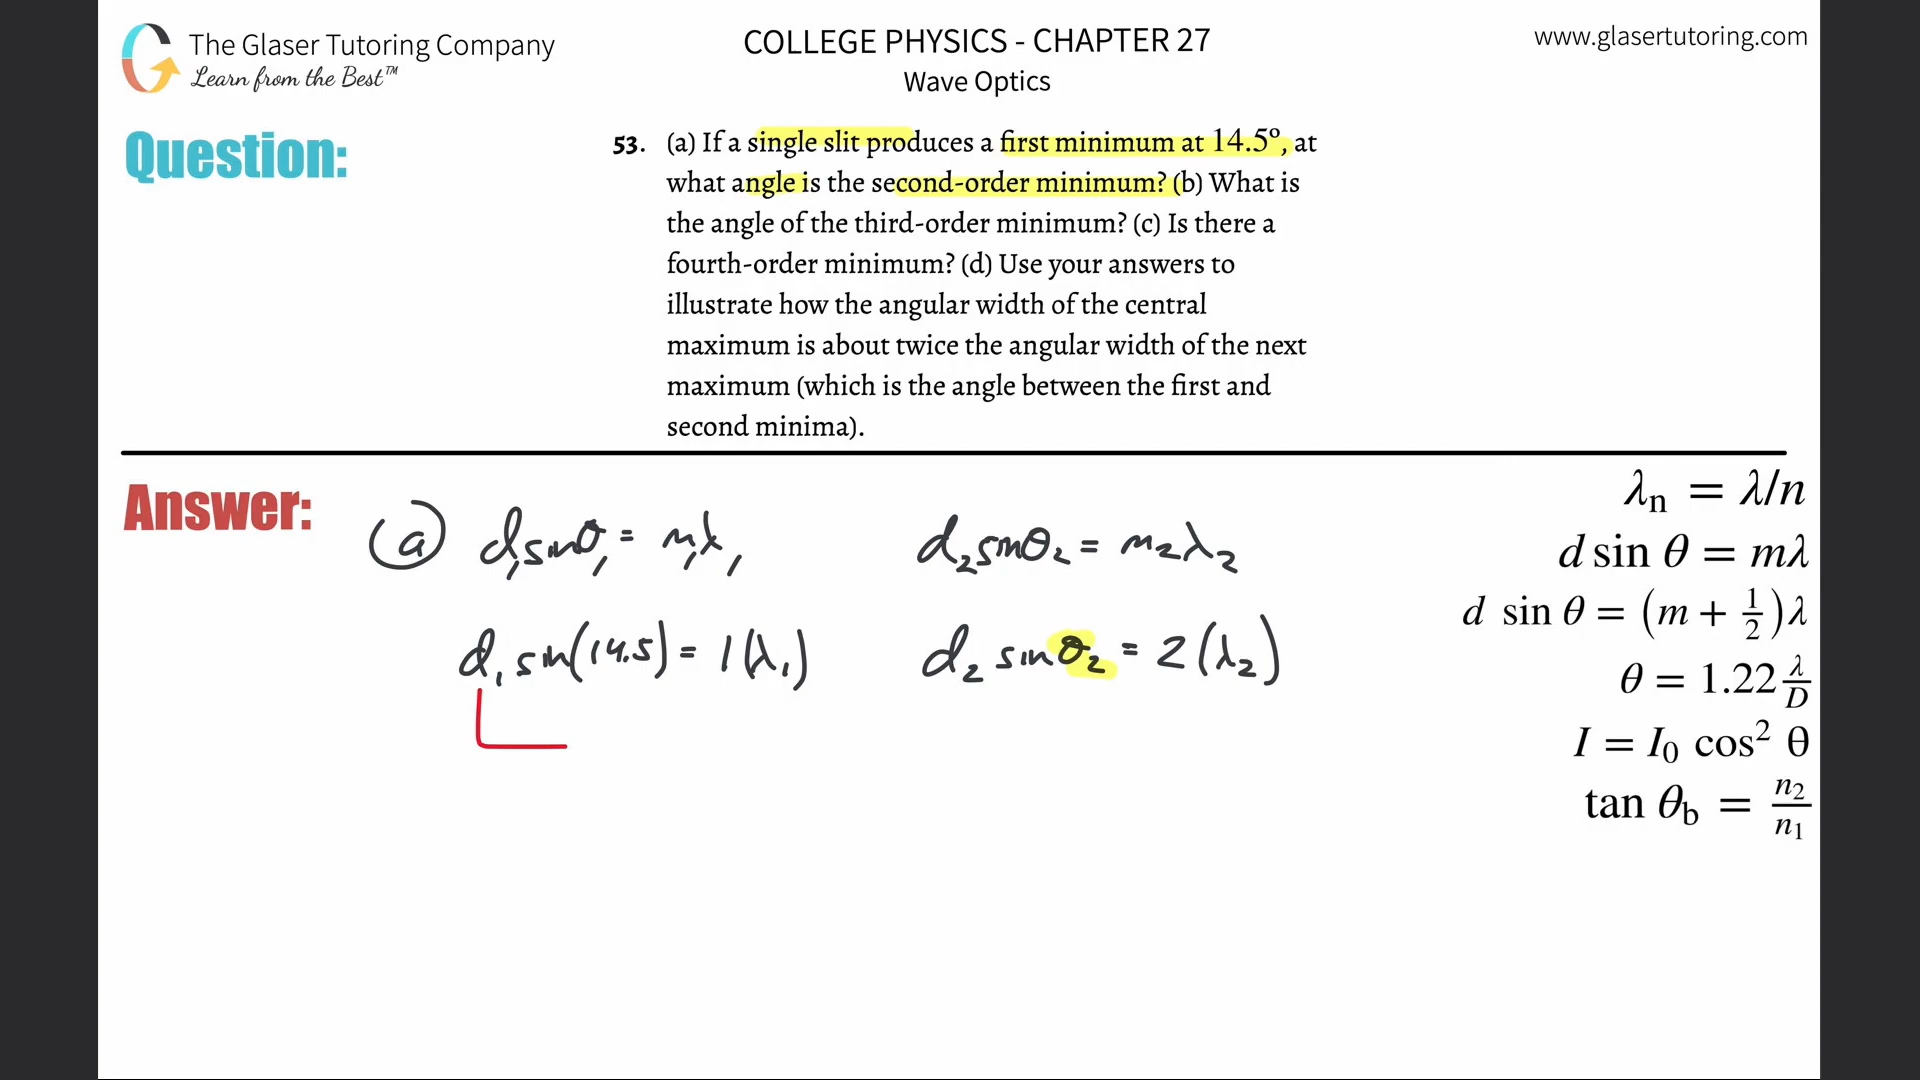 The Glaser Tutoring Company
Learn from the Best™
COLLEGE PHYSICS - CHAPTER 27
Wave Optics
www.glasertutoring.com
Question:
53. (a) If a single slit produces a first minimum at 14.5º, at
what angle is the second-order minimum? (b) What is
the angle of the third-order minimum? (c) Is there a
fourth-order minimum? (d) Use your answers to
illustrate how the angular width of the central
maximum is about twice the angular width of the next
maximum (which is the angle between the first and
second minima).
Answer:
(a) d₁sinθ₁ = m₁λ₁
d₂sinθ₂ = m₂λ₂
d₁ sin(14.5) = 1(λ₁)
d₂ sinθ₂ = 2(λ₂)
λₙ = λ/n
d sin θ = mλ
d sin θ = (m + 1/2)λ
θ = 1.22 λ/D
I = I₀ cos² θ
tan θb = n₂/n₁